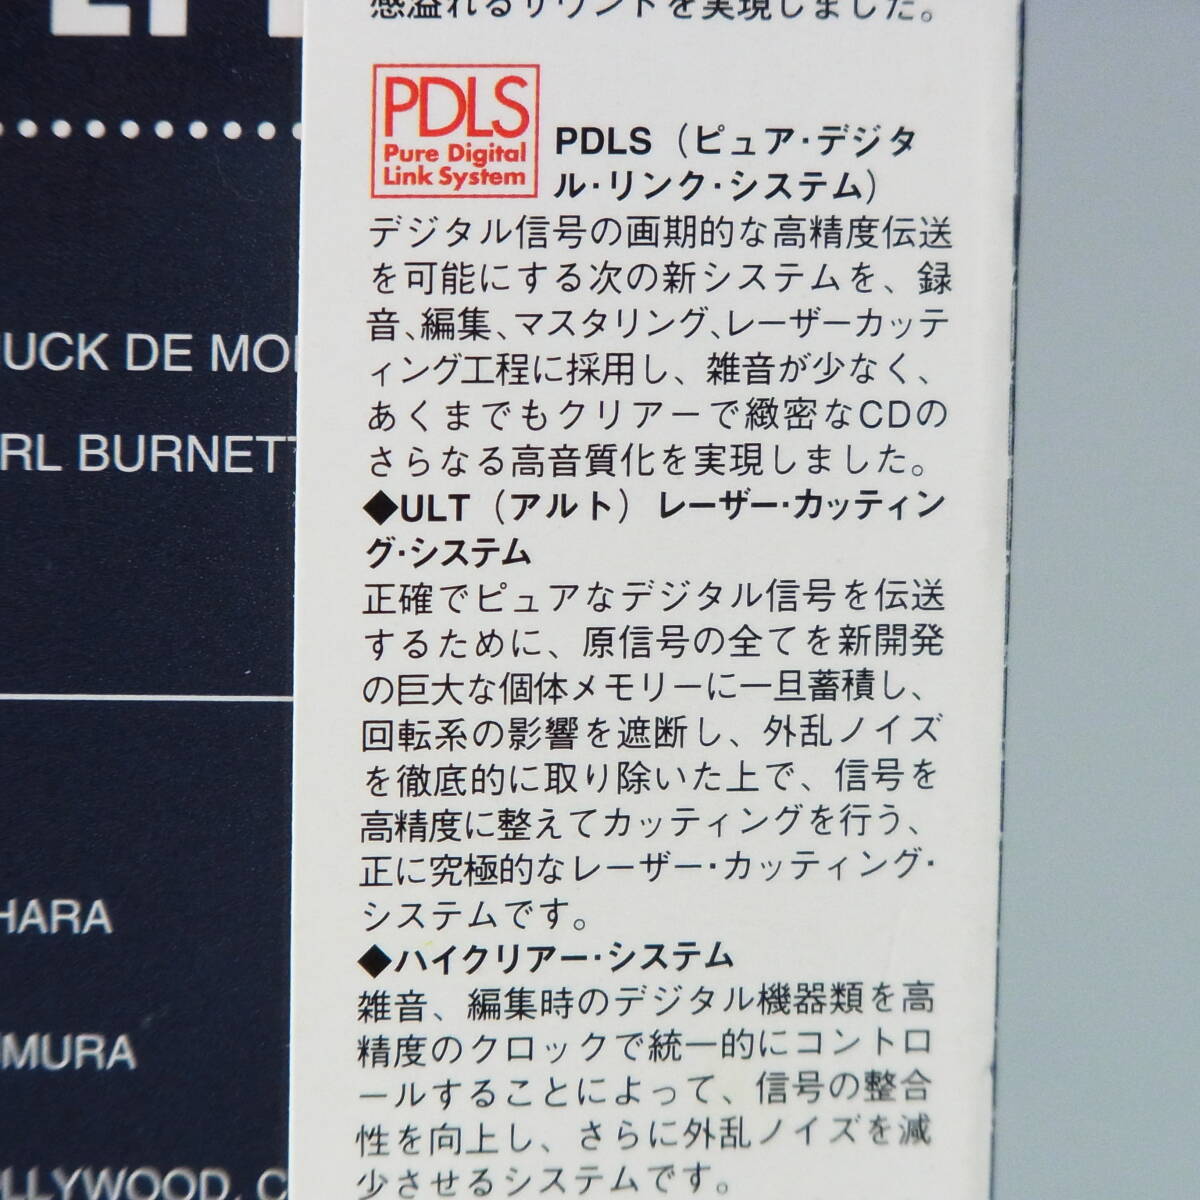 感溢れるサウンドを実現しました。
PDLS
Pure Digital
Link System
PDLS（ピュア・デジタ
ル・リンク・システム）
デジタル信号の画期的な高精度伝送
を可能にする次の新システムを、録
音、編集、マスタリング、レーザーカッテ
ィング工程に採用し、雑音が少なく、
あくまでもクリアーで緻密なCDの
さらなる高音質化を実現しました。
◆ULT（アルト）レーザー・カッティン
グ・システム
正確でピュアなデジタル信号を伝送
するために、原信号の全てを新開発
の巨大な個体メモリーに一旦蓄積し、
回転系の影響を遮断し、外乱ノイズ
を徹底的に取り除いた上で、信号を
高精度に整えてカッティングを行う、
正に究極的なレーザー・カッティング・
システムです。
◆ハイクリアー・システム
雑音、編集時のデジタル機器類を高
精度のクロックで統一的にコントロ
ールすることによって、信号の整合
性を向上し、さらに外乱ノイズを減
少させるシステムです。
UCK DE MO
RL BURNETT
HARA
MURA
LLYWOOD, C